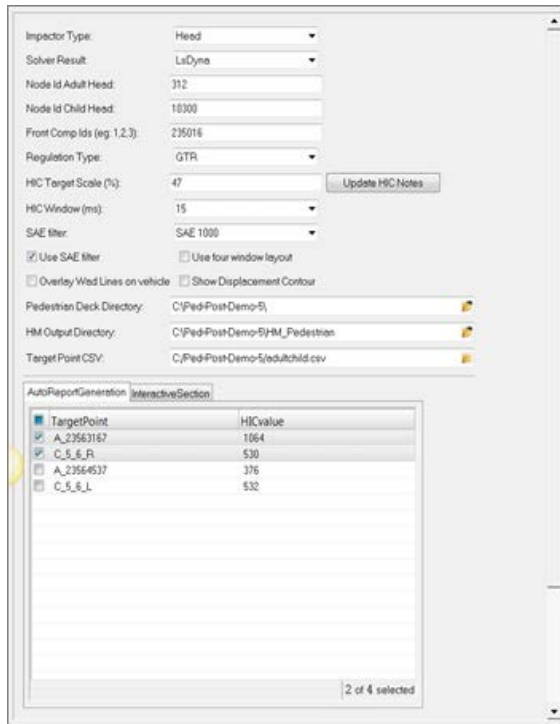 Impactor Type: Head
Solver Result: LsDyna
Node Id Adult Head: 312
Node Id Child Head: 10300
Front Comp Ids (eg: 1,2,3): 235016
Regulation Type: GTR
HIC Target Scale (%): 47 Update HIC Notes
HIC Window (ms): 15
SAE filter: SAE 1000
Use SAE filter Use four window layout
Overlay Wad Lines on vehicle Show Displacement Contour
Pedestrian Deck Directory: C:\Ped-Post-Demo-5\
HM Output Directory: C:\Ped-Post-Demo-5\HM_Pedestrian
Target Point CSV: C:/Ped-Post-Demo-5/adultchild.csv
AutoReportGeneration InteractiveSection
TargetPoint HICvalue
A_23563167 1064
C_5_6_R 530
A_23564537 376
C_5_6_L 532
2 of 4 selected